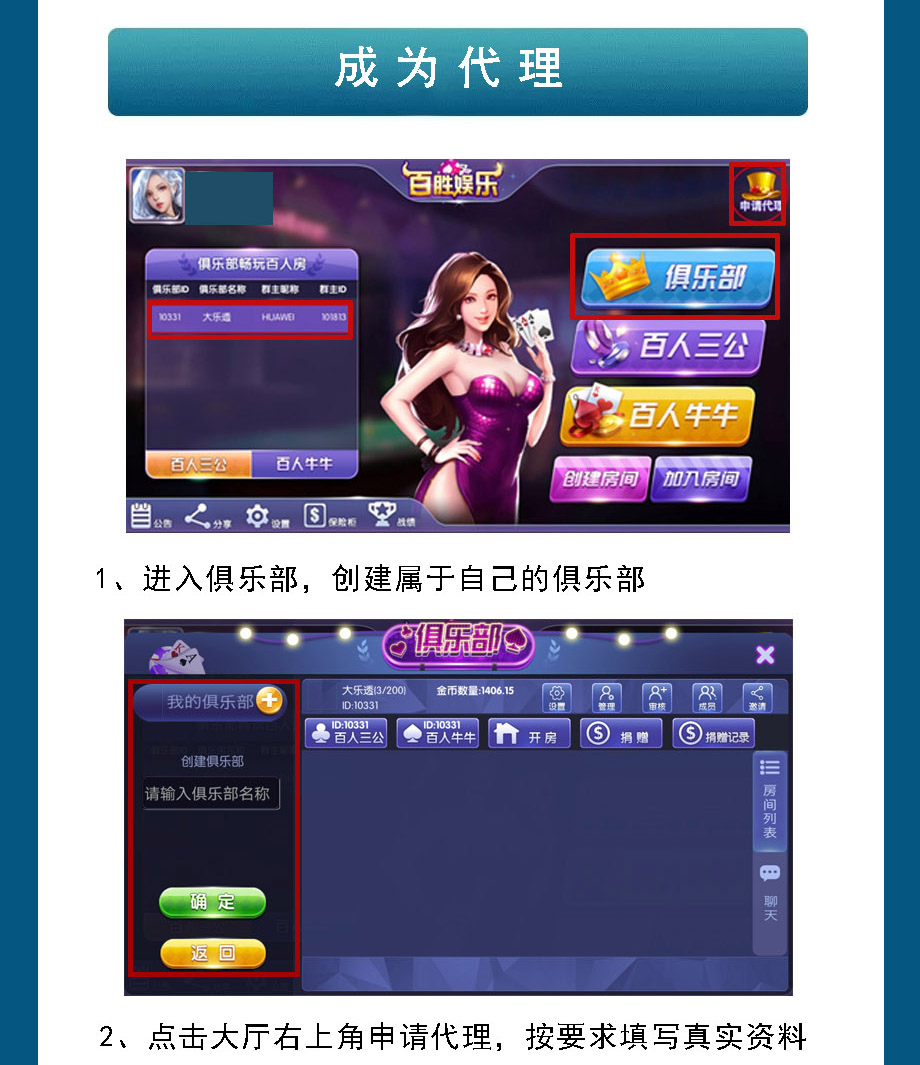 成为代理
百胜娱乐
申请代理
俱乐部畅玩百人房
俱乐部ID 俱乐部名称 群主昵称 群主ID
10331 大乐透 HUAWEI 101813
俱乐部
百人三公
百人牛牛
百人三公 百人牛牛
创建房间 加入房间
公告 分享 设置 保险柜 战绩
1、进入俱乐部，创建属于自己的俱乐部
俱乐部
我的俱乐部
大乐透(3/200) 金币数量:1406.15
ID:10331
设置 管理 审核 成员 邀请
ID:10331 ID:10331
百人三公 百人牛牛 开房 捐赠 捐赠记录
创建俱乐部
请输入俱乐部名称
房间列表
聊天
确定
返回
2、点击大厅右上角申请代理，按要求填写真实资料